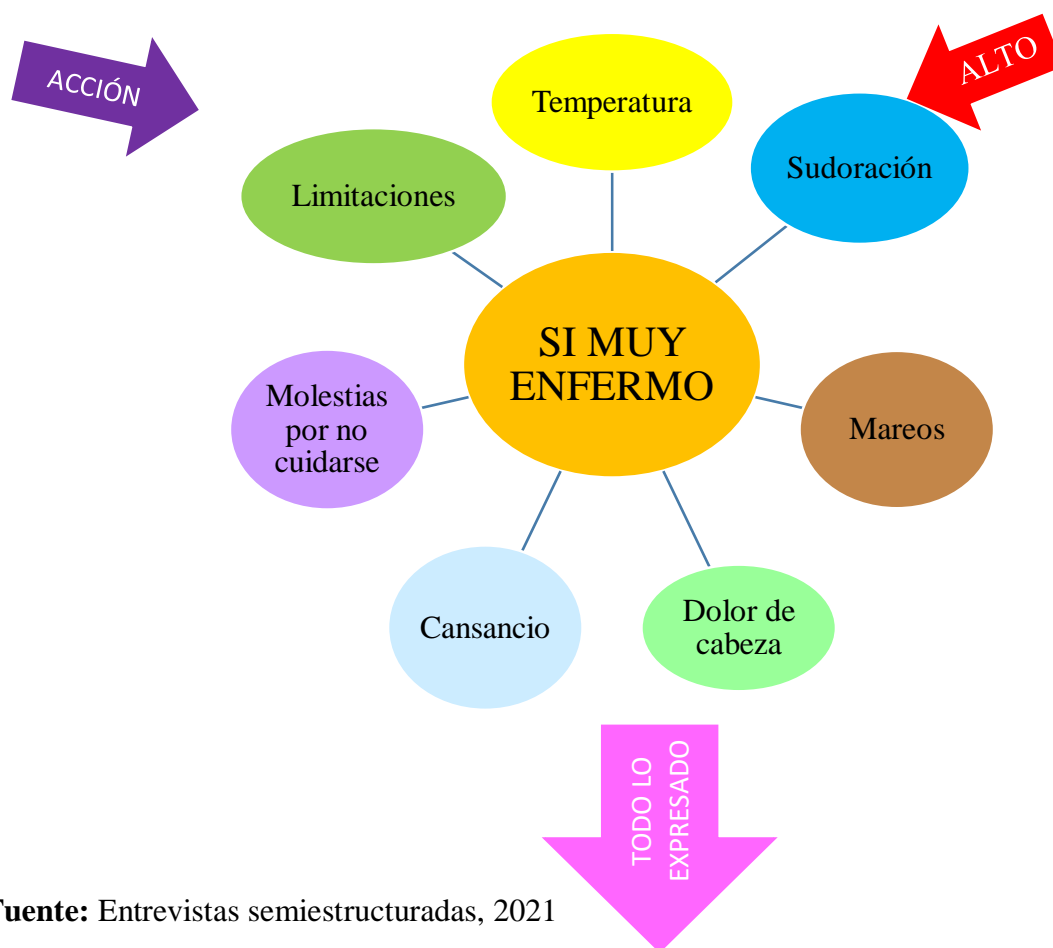 ACCIÓN
ALTO
Temperatura
Sudoración
Limitaciones
SI MUY
ENFERMO
Molestias
por no
cuidarse
Mareos
Cansancio
Dolor de
cabeza
TODO LO
EXPRESADO
Fuente: Entrevistas semiestructuradas, 2021